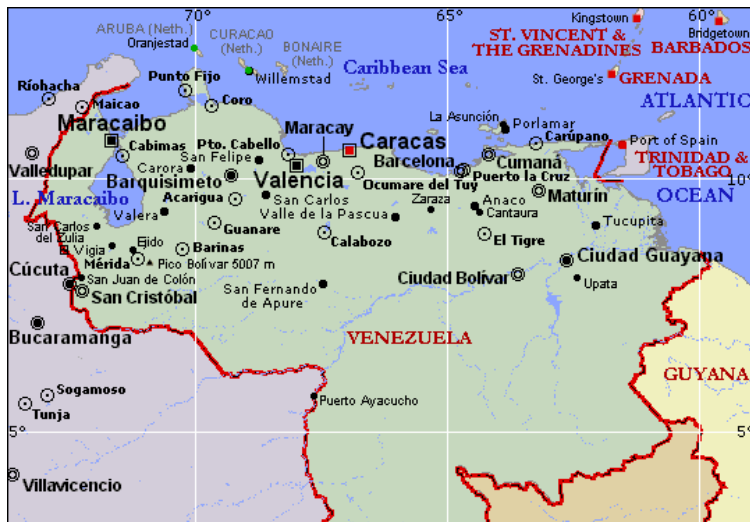 70°
65°
60°
ARUBA (Neth.)
Oranjestad
CURACAO
(Neth.)
Willemstad
BONAIRE
(Neth.)
Caribbean Sea
Kingstown
ST. VINCENT &
THE GRENADINES
Bridgetown
BARBADOS
St. George's
GRENADA
ATLANTIC
OCEAN
Port of Spain
TRINIDAD &
TOBAGO
10°
Ríohacha
Maicao
Punto Fijo
Coro
Maracaibo
Cabimas
Valledupar
L. Maracaibo
Carora
San Felipe
Pto. Cabello
Maracay
Caracas
Valencia
Barquisimeto
Ocumare del Tuy
Barcelona
Puerto la Cruz
La Asunción
Porlamar
Cumaná
Carúpano
Maturín
Acarigua
San Carlos
Valle de la Pascua
Zaraza
Anaco
Cantaura
Tucupita
Valera
San Carlos
del Zulia
Vigia
Ejido
Guanare
Barinas
Calabozo
El Tigre
Mérida
Pico Bolivar 5007 m
Ciudad Guayana
Ciudad Bolívar
Upata
Cúcuta
San Juan de Colón
San Cristóbal
San Fernando
de Apure
Bucaramanga
VENEZUELA
GUYANA
Sogamoso
Tunja
Puerto Ayacucho
5°
5°
Villavicencio